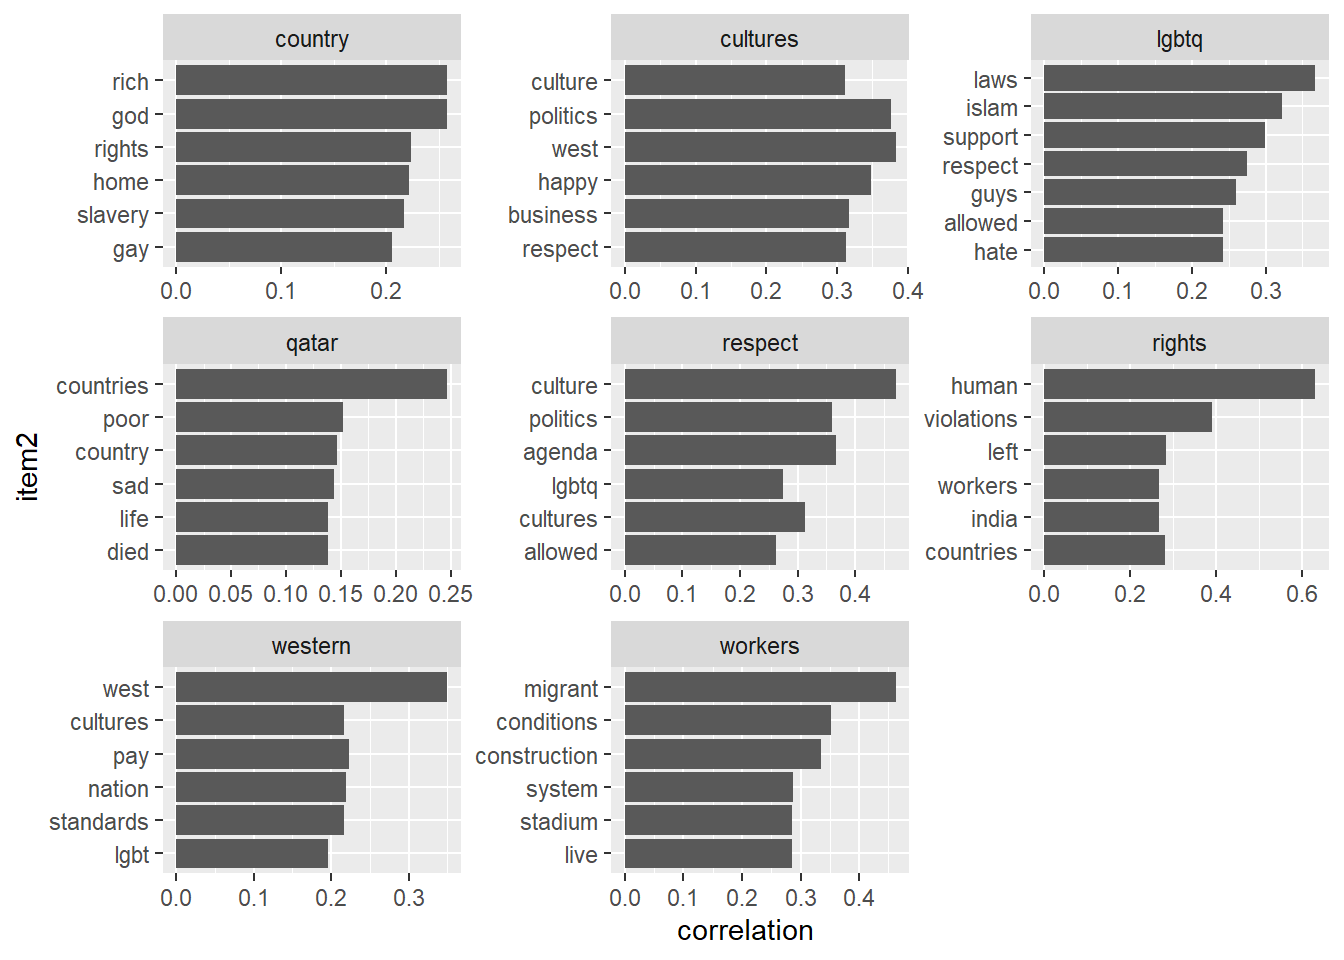 country
rich
god
rights
home
slavery
gay
0.0 0.1 0.2
cultures
culture
politics
west
happy
business
respect
0.0 0.1 0.2 0.3 0.4
lgbtq
laws
islam
support
respect
guys
allowed
hate
0.0 0.1 0.2 0.3
qatar
countries
poor
country
sad
life
died
0.00 0.05 0.10 0.15 0.20 0.25
respect
culture
politics
agenda
lgbtq
cultures
allowed
0.0 0.1 0.2 0.3 0.4
rights
human
violations
left
workers
india
countries
0.0 0.2 0.4 0.6
western
west
cultures
pay
nation
standards
lgbt
0.0 0.1 0.2 0.3
workers
migrant
conditions
construction
system
stadium
live
0.0 0.1 0.2 0.3 0.4
item2
correlation